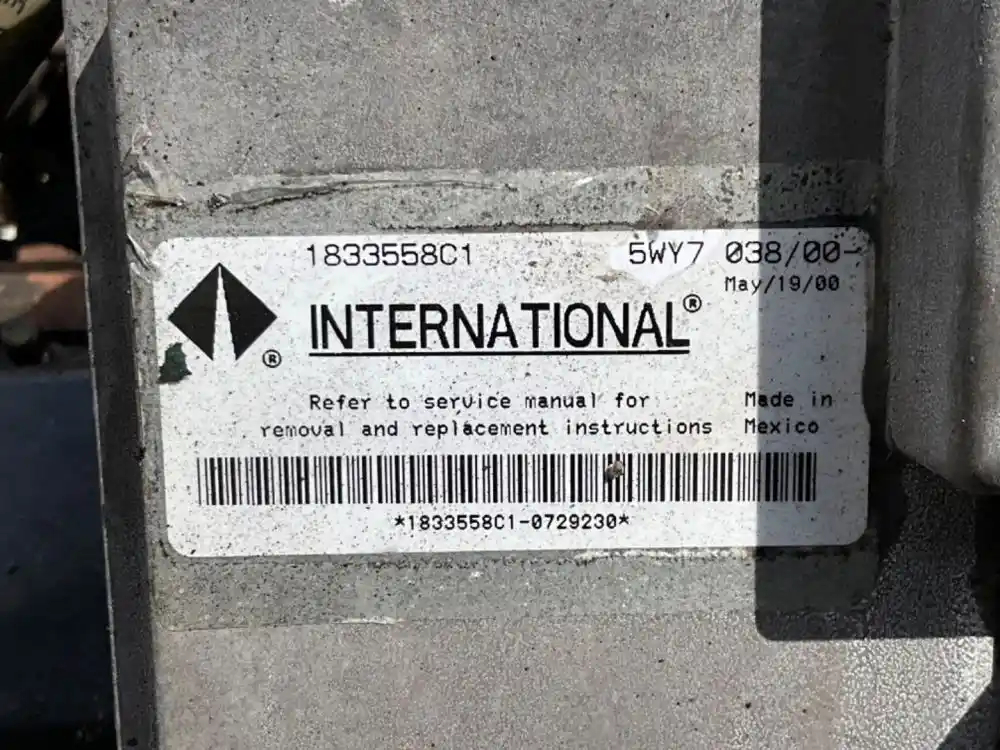 1833558C1 5WY7 038/00-
May/19/00
INTERNATIONAL®
®
Refer to service manual for Made in
removal and replacement instructions Mexico
*1833558C1-0729230*